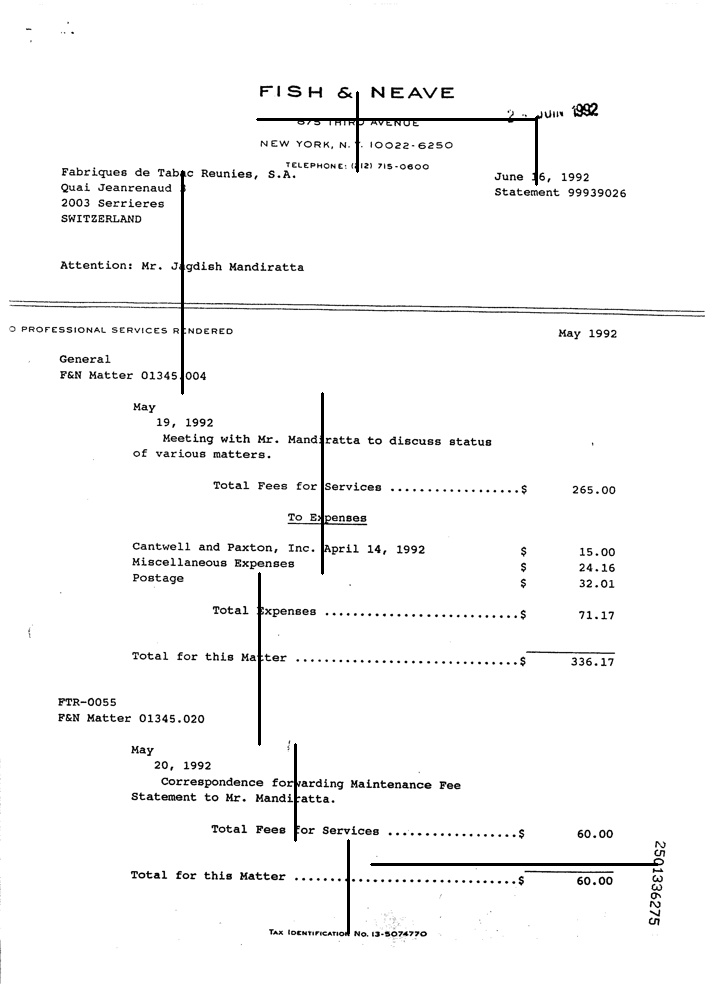 FISH & NEAVE
875 THIRD AVENUE
2 JUIN 1992
NEW YORK, N.Y. 10022-6250
TELEPHONE: (212) 715-0600
Fabriques de Tabac Reunies, S.A.
Quai Jeanrenaud
2003 Serrieres
SWITZERLAND
June 16, 1992
Statement 99939026
Attention: Mr. Jagdish Mandiratta
O PROFESSIONAL SERVICES RENDERED
May 1992
General
F&N Matter 01345.004
May
19, 1992
Meeting with Mr. Mandiratta to discuss status
of various matters.
Total Fees for Services ..................$ 265.00
To Expenses
Cantwell and Paxton, Inc. April 14, 1992 $ 15.00
Miscellaneous Expenses $ 24.16
Postage $ 32.01
Total Expenses ...........................$ 71.17
Total for this Matter ...............................$ 336.17
FTR-0055
F&N Matter 01345.020
May
20, 1992
Correspondence forwarding Maintenance Fee
Statement to Mr. Mandiratta.
Total Fees for Services ..................$ 60.00
Total for this Matter ...............................$ 60.00
2501336275
TAX IDENTIFICATION NO. 13-5074770